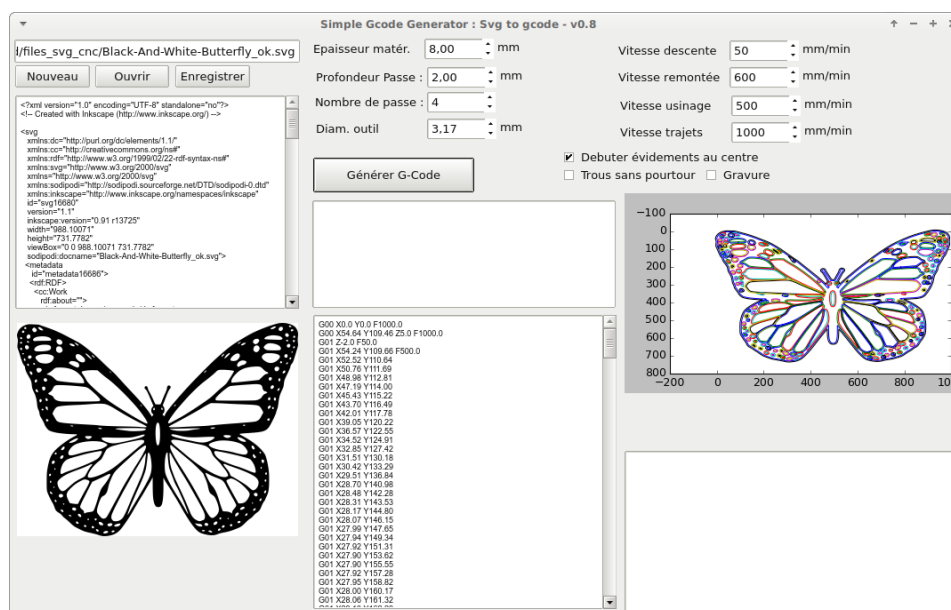 Simple Gcode Generator : Svg to gcode - v0.8
d/files_svg_cnc/Black-And-White-Butterfly_ok.svg
Nouveau Ouvrir Enregistrer
<?xml version="1.0" encoding="UTF-8" standalone="no"?>
<!-- Created with Inkscape (http://www.inkscape.org/) -->
<svg
xmlns:dc="http://purl.org/dc/elements/1.1/"
xmlns:cc="http://creativecommons.org/ns#"
xmlns:rdf="http://www.w3.org/1999/02/22-rdf-syntax-ns#"
xmlns:svg="http://www.w3.org/2000/svg"
xmlns="http://www.w3.org/2000/svg"
xmlns:sodipodi="http://sodipodi.sourceforge.net/DTD/sodipodi-0.dtd"
xmlns:inkscape="http://www.inkscape.org/namespaces/inkscape"
id="svg16680"
version="1.1"
inkscape:version="0.91 r13725"
width="988.10071"
height="731.7782"
viewBox="0 0 988.10071 731.7782"
sodipodi:docname="Black-And-White-Butterfly_ok.svg">
<metadata
id="metadata16686">
<rdf:RDF>
<cc:Work
rdf:about="">
Epaisseur matér. 8,00 mm
Profondeur Passe : 2,00 mm
Nombre de passe : 4
Diam. outil 3,17 mm
Vitesse descente 50 mm/min
Vitesse remontée 600 mm/min
Vitesse usinage 500 mm/min
Vitesse trajets 1000 mm/min
Générer G-Code
Debuter évidements au centre
Trous sans pourtour Gravure
G00 X0.0 Y0.0 F1000.0
G00 X54.64 Y109.46 Z5.0 F1000.0
G01 Z-2.0 F50.0
G01 X54.24 Y109.66 F500.0
G01 X52.52 Y110.64
G01 X50.76 Y111.69
G01 X48.98 Y112.81
G01 X47.19 Y114.00
G01 X45.43 Y115.22
G01 X43.70 Y116.49
G01 X42.01 Y117.78
G01 X39.05 Y120.22
G01 X36.57 Y122.55
G01 X34.52 Y124.91
G01 X32.85 Y127.42
G01 X31.51 Y130.18
G01 X30.42 Y133.29
G01 X29.51 Y136.84
G01 X28.70 Y140.98
G01 X28.48 Y142.28
G01 X28.31 Y143.53
G01 X28.17 Y144.80
G01 X28.07 Y146.15
G01 X27.99 Y147.65
G01 X27.94 Y149.34
G01 X27.92 Y151.31
G01 X27.90 Y153.62
G01 X27.90 Y155.55
G01 X27.92 Y157.28
G01 X27.95 Y158.82
G01 X28.00 Y160.17
G01 X28.06 Y161.32
−100
0
100
200
300
400
500
600
700
800
−200 0 200 400 600 800 10